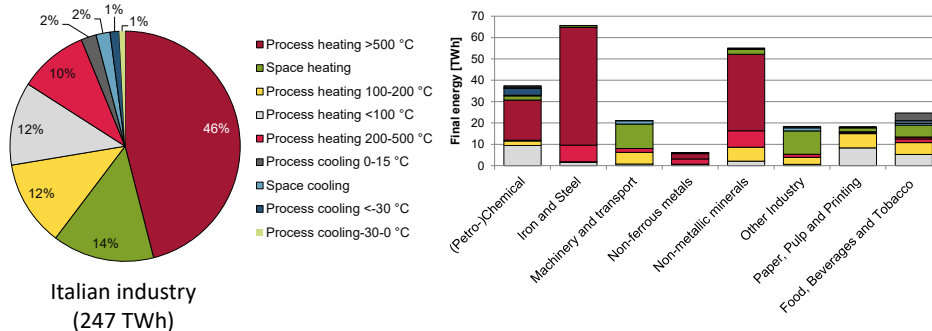 1%
2%
2%
1%
10%
12%
12%
14%
46%
Process heating >500 °C
Space heating
Process heating 100-200 °C
Process heating <100 °C
Process heating 200-500 °C
Process cooling 0-15 °C
Space cooling
Process cooling <-30 °C
Process cooling-30-0 °C
Italian industry
(247 TWh)
Final energy [TWh]
70
60
50
40
30
20
10
0
(Petro-)Chemical
Iron and Steel
Machinery and transport
Non-ferrous metals
Non-metallic minerals
Other Industry
Paper, Pulp and Printing
Food, Beverages and Tobacco